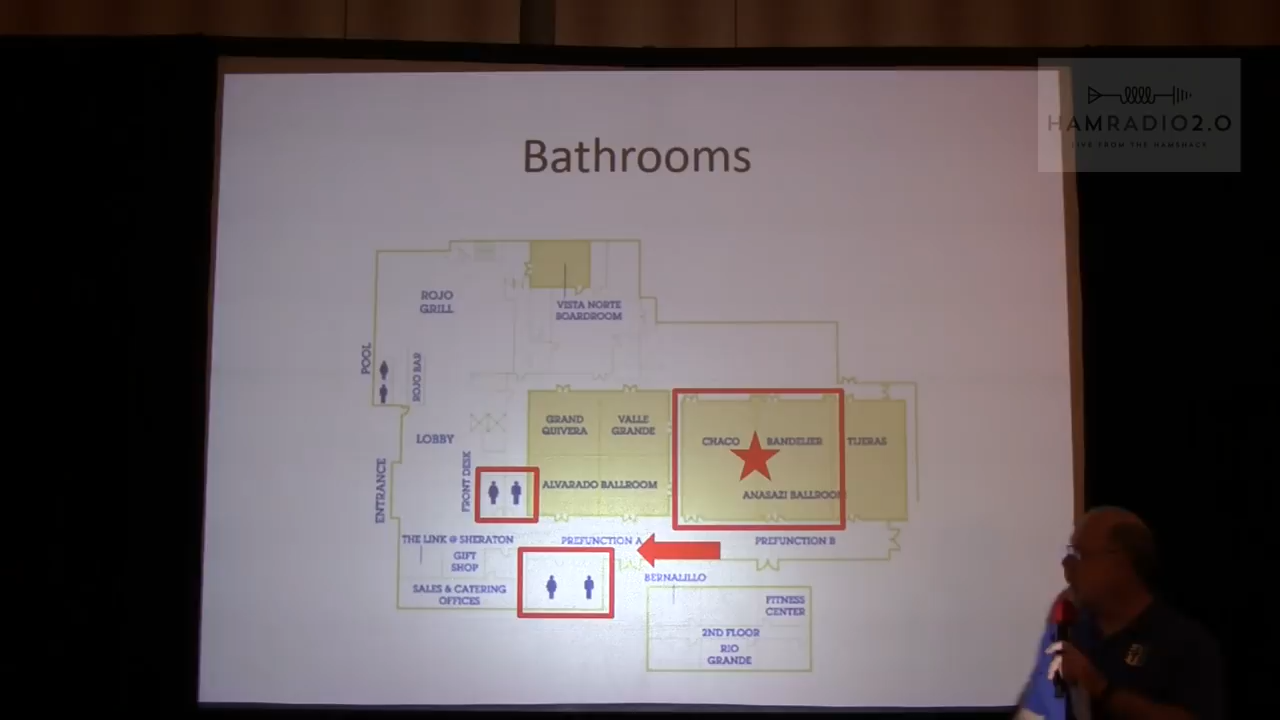 HAMRADIO2.0
LIVE FROM THE HAMSHACK
Bathrooms
ROJO
GRILL
VISTA NORTE
BOARDROOM
POOL
ROJO BAR
GRAND
QUIVERA
VALLE
GRANDE
CHACO
BANDELIER
TIJERAS
LOBBY
ENTRANCE
FRONT DESK
ALVARADO BALLROOM
ANASAZI BALLROOM
THE LINK @ SHERATON
PREFUNCTION A
PREFUNCTION B
GIFT
SHOP
BERNALILLO
SALES & CATERING
OFFICES
FITNESS
CENTER
2ND FLOOR
RIO
GRANDE